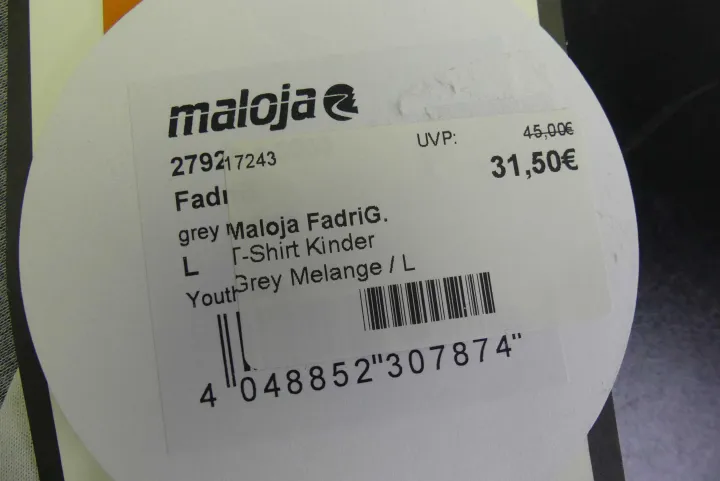 maloja
2792
17243
UVP: 45,00€
31,50€
Fadr
Maloja FadriG.
grey
T-Shirt Kinder
L
Grey Melange / L
Youth
4 048852"307874"